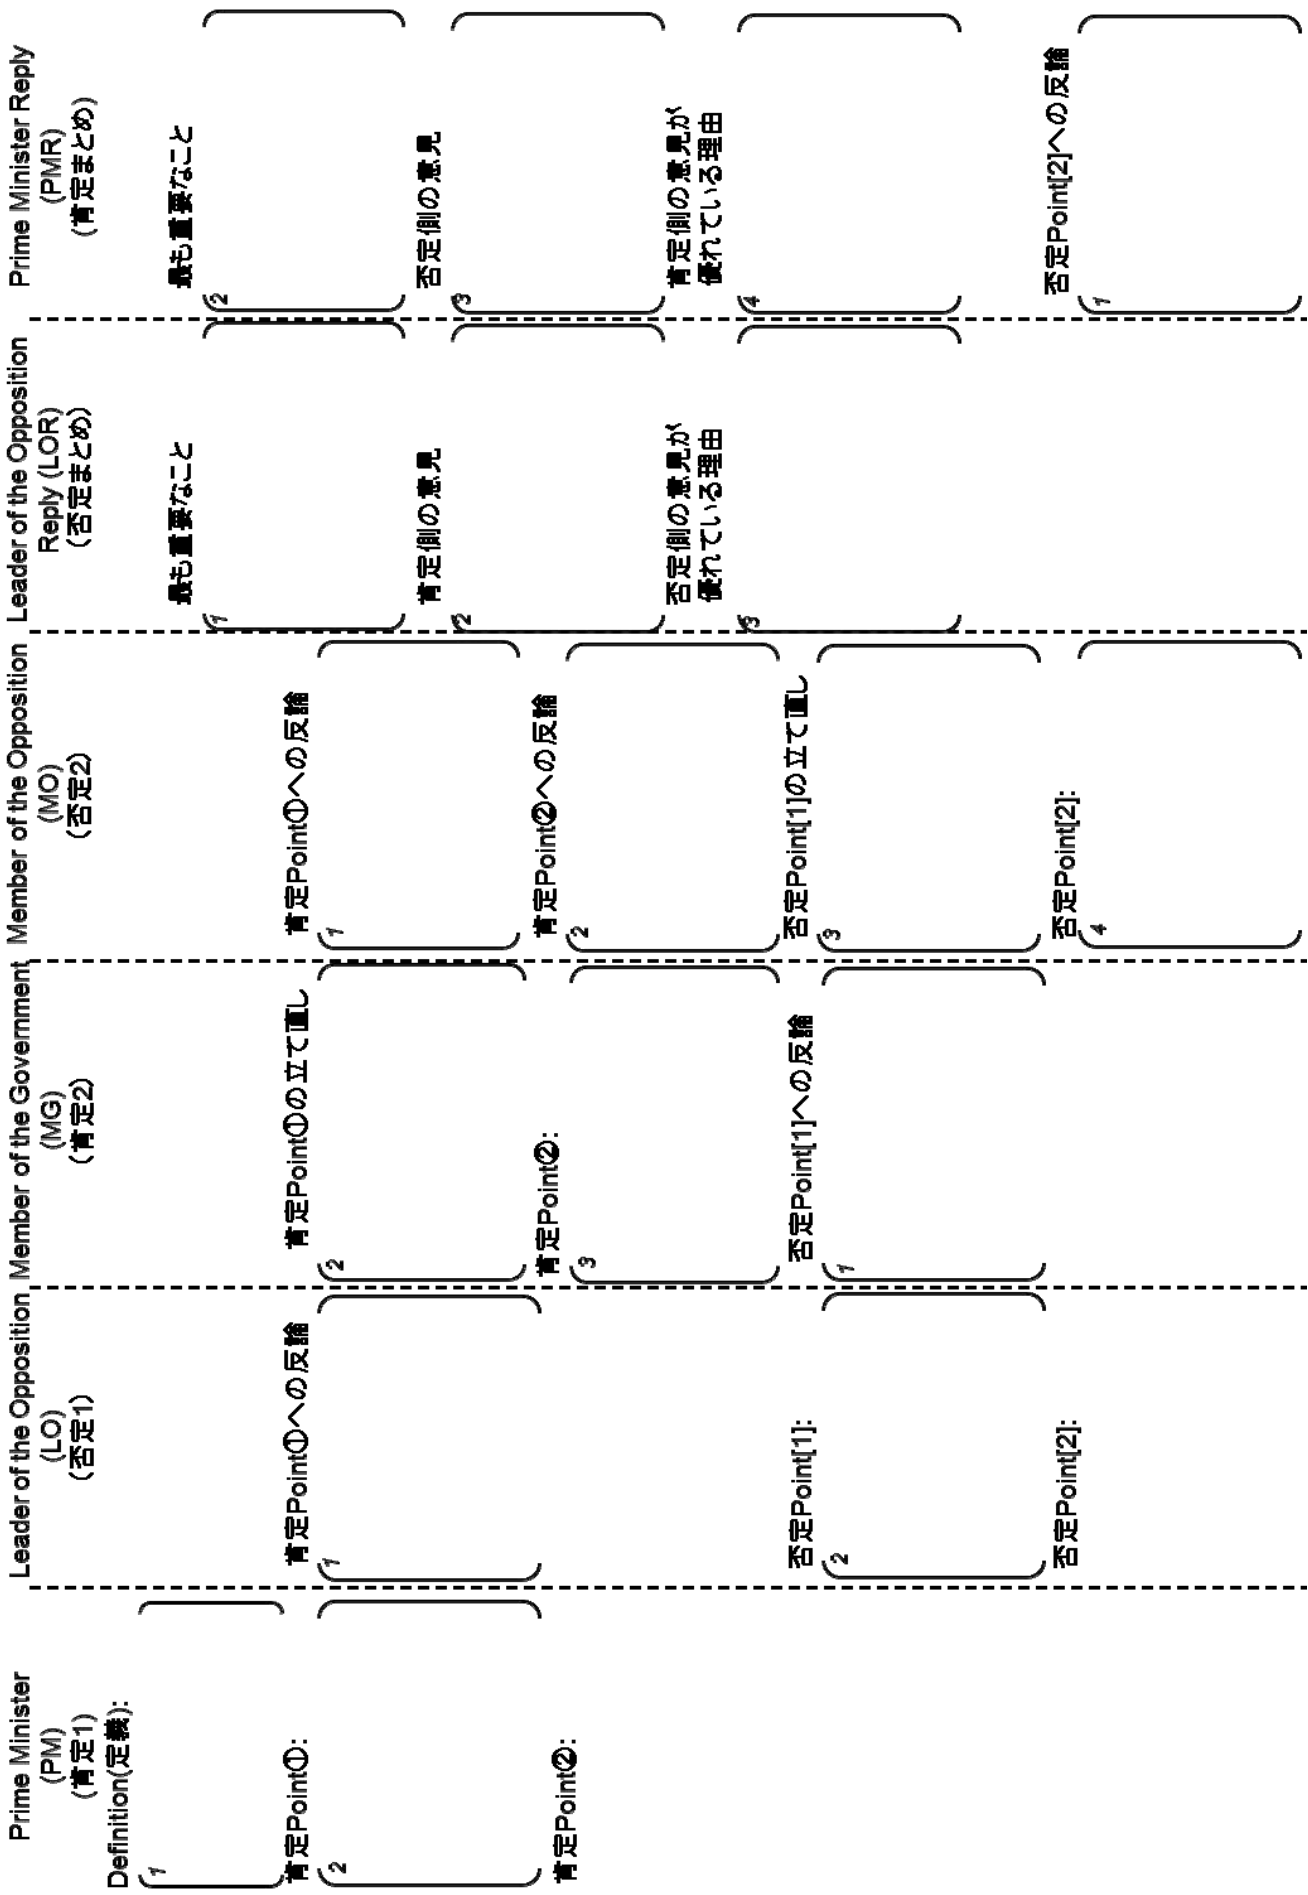 Prime Minister
(PM)
(肯定1)
Definition(定義):
1
肯定Point①:
2
肯定Point②:
Leader of the Opposition
(LO)
(否定1)
肯定Point①への反論
1
否定Point[1]:
2
否定Point[2]:
Member of the Government
(MG)
(肯定2)
肯定Point①の立て直し
2
肯定Point②:
3
否定Point[1]への反論
1
Member of the Opposition
(MO)
(否定2)
肯定Point①への反論
1
肯定Point②への反論
2
否定Point[1]の立て直し
3
否定Point[2]:
4
Leader of the Opposition
Reply (LOR)
(否定まとめ)
最も重要なこと
1
肯定側の意見
2
否定側の意見が
優れている理由
3
Prime Minister Reply
(PMR)
(肯定まとめ)
最も重要なこと
2
否定側の意見
3
肯定側の意見が
優れている理由
4
否定Point[2]への反論
1